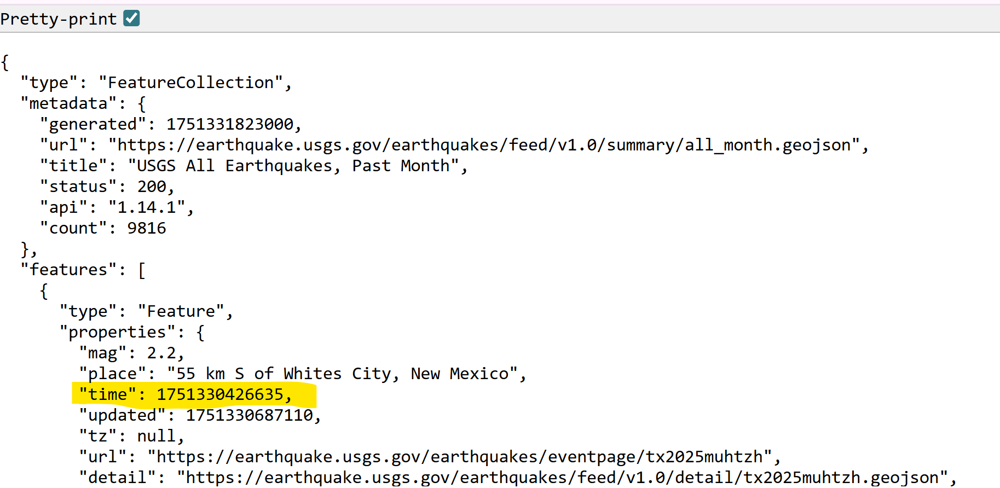 Pretty-print
{
"type": "FeatureCollection",
"metadata": {
"generated": 1751331823000,
"url": "https://earthquake.usgs.gov/earthquakes/feed/v1.0/summary/all_month.geojson",
"title": "USGS All Earthquakes, Past Month",
"status": 200,
"api": "1.14.1",
"count": 9816
},
"features": [
{
"type": "Feature",
"properties": {
"mag": 2.2,
"place": "55 km S of Whites City, New Mexico",
"time": 1751330426635,
"updated": 1751330687110,
"tz": null,
"url": "https://earthquake.usgs.gov/earthquakes/eventpage/tx2025muhtzh",
"detail": "https://earthquake.usgs.gov/earthquakes/feed/v1.0/detail/tx2025muhtzh.geojson",